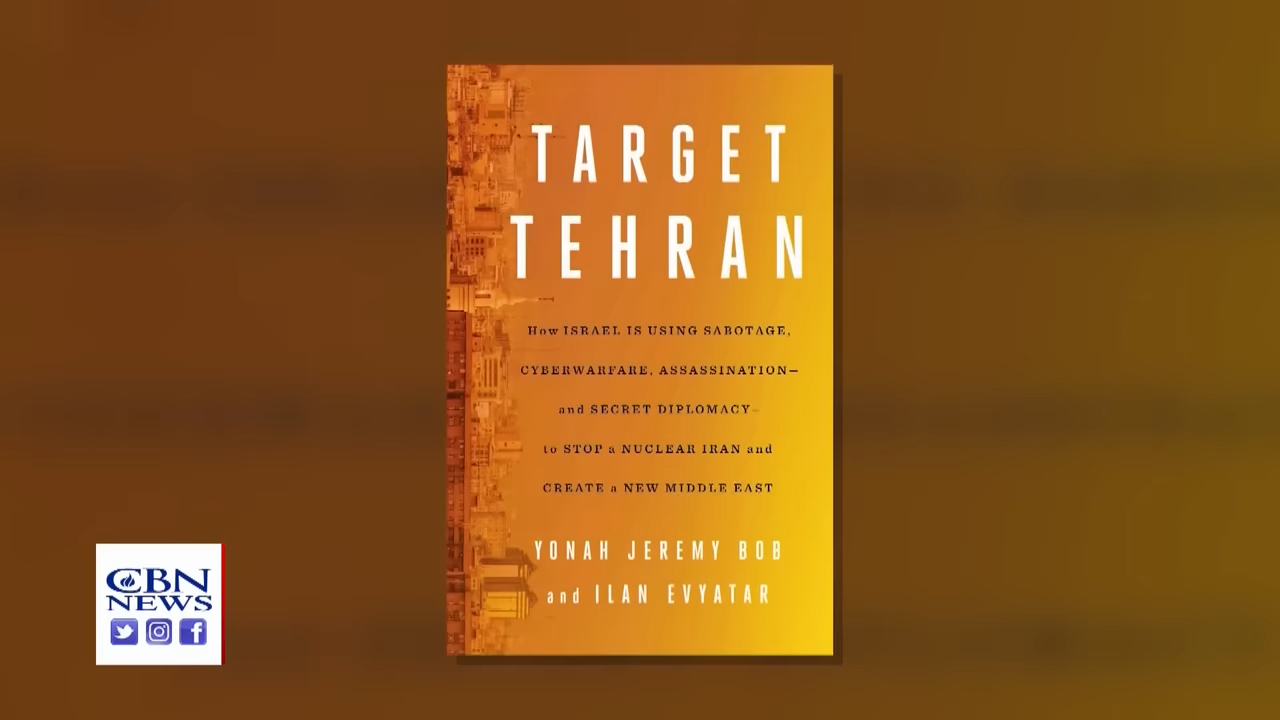 TARGET
TEHRAN
How ISRAEL IS USING SABOTAGE,
CYBERWARFARE, ASSASSINATION—
and SECRET DIPLOMACY—
to STOP a NUCLEAR IRAN and
CREATE a NEW MIDDLE EAST
YONAH JEREMY BOB
and ILAN EVYATAR
CBN
NEWS